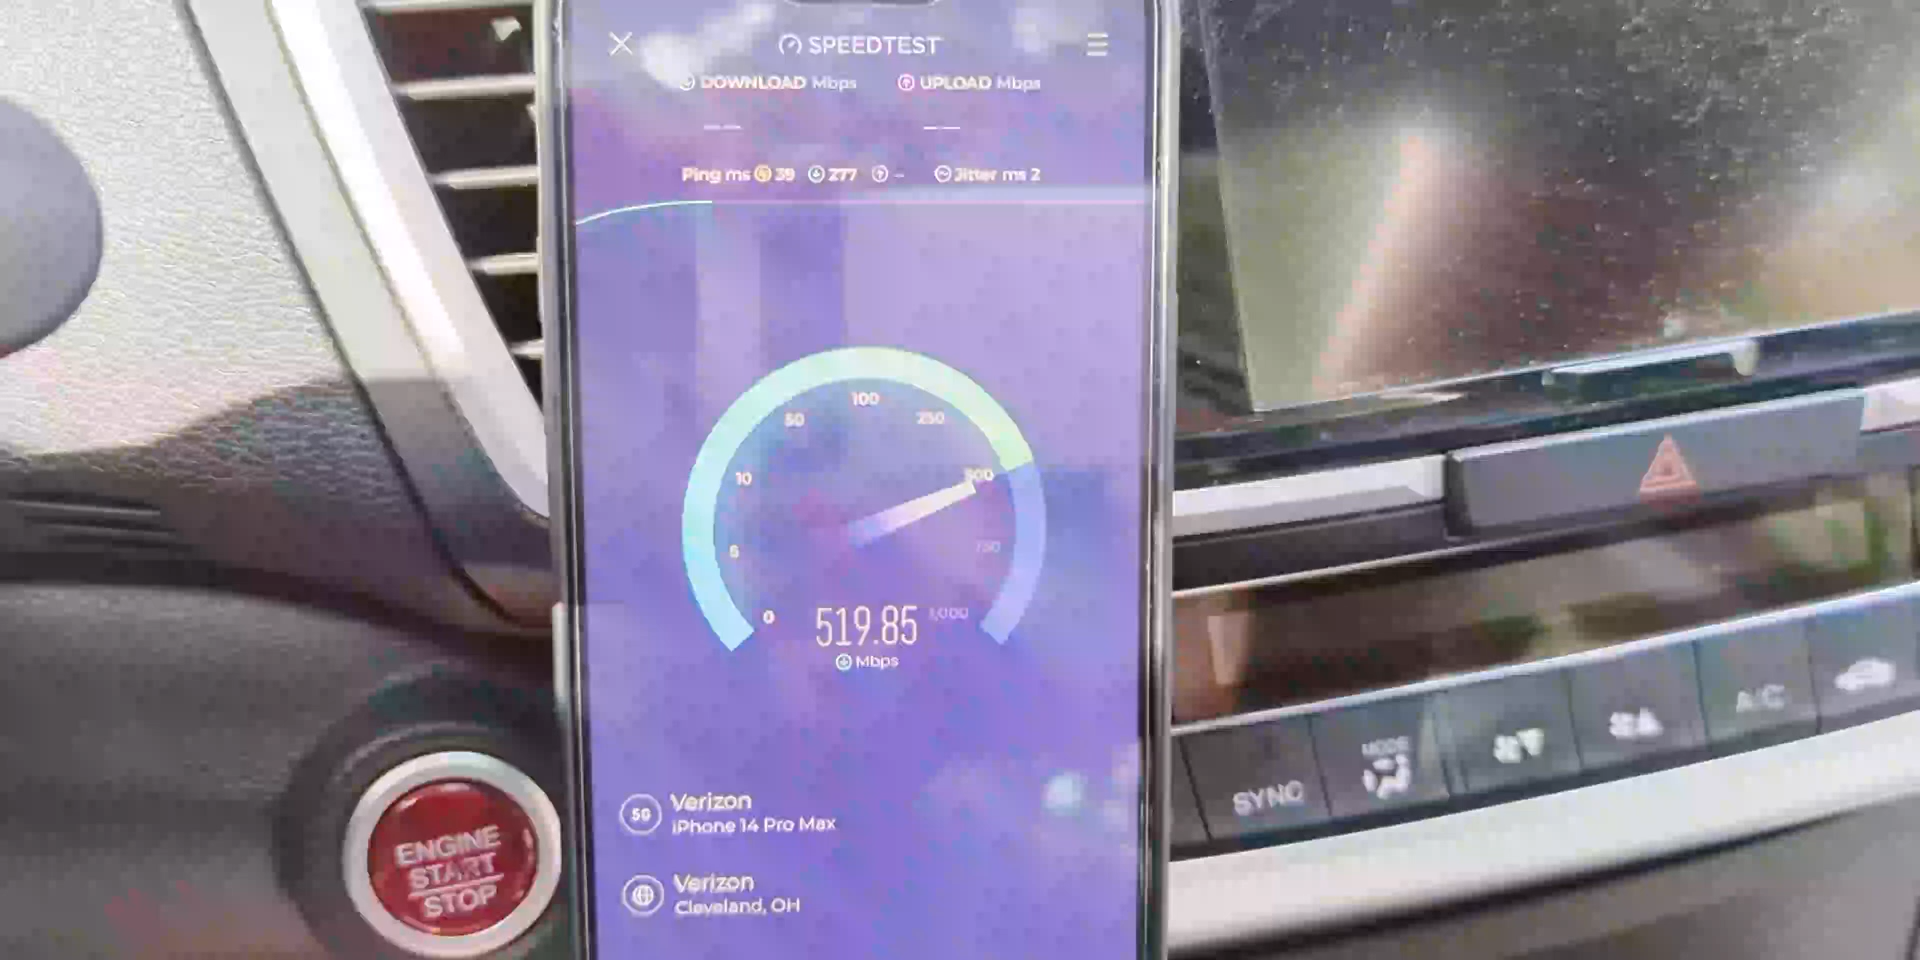 SPEEDTEST
DOWNLOAD Mbps UPLOAD Mbps
Ping ms 39 277 - Jitter ms 2
100
50 250
10 500
5 750
0 519.85 1,000
Mbps
5G Verizon
iPhone 14 Pro Max
Verizon
Cleveland, OH
ENGINE
START
STOP
SYNC
MODE
A/C